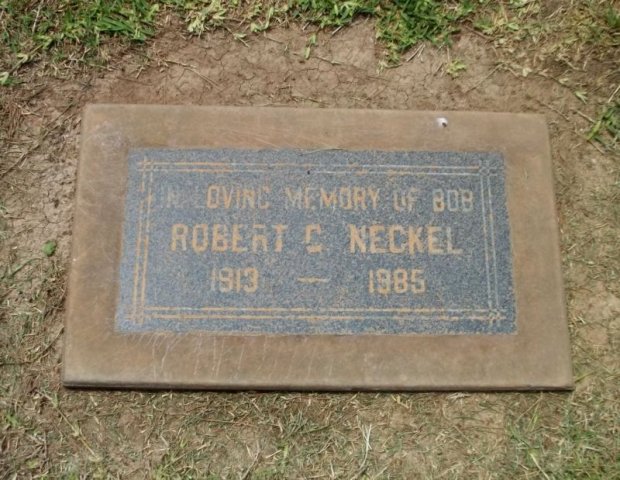 IN LOVING MEMORY OF BOB
ROBERT C NECKEL
1913 — 1985